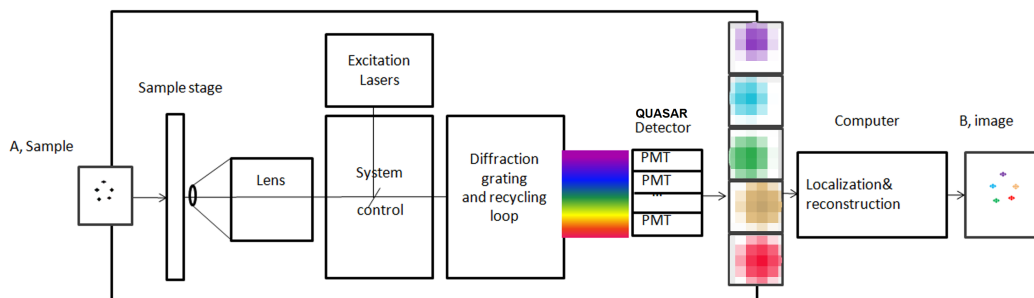 A, Sample
Sample stage
Lens
Excitation
Lasers
System
control
Diffraction
grating
and recycling
loop
QUASAR
Detector
PMT
PMT
...
PMT
Computer
Localization&
reconstruction
B, image